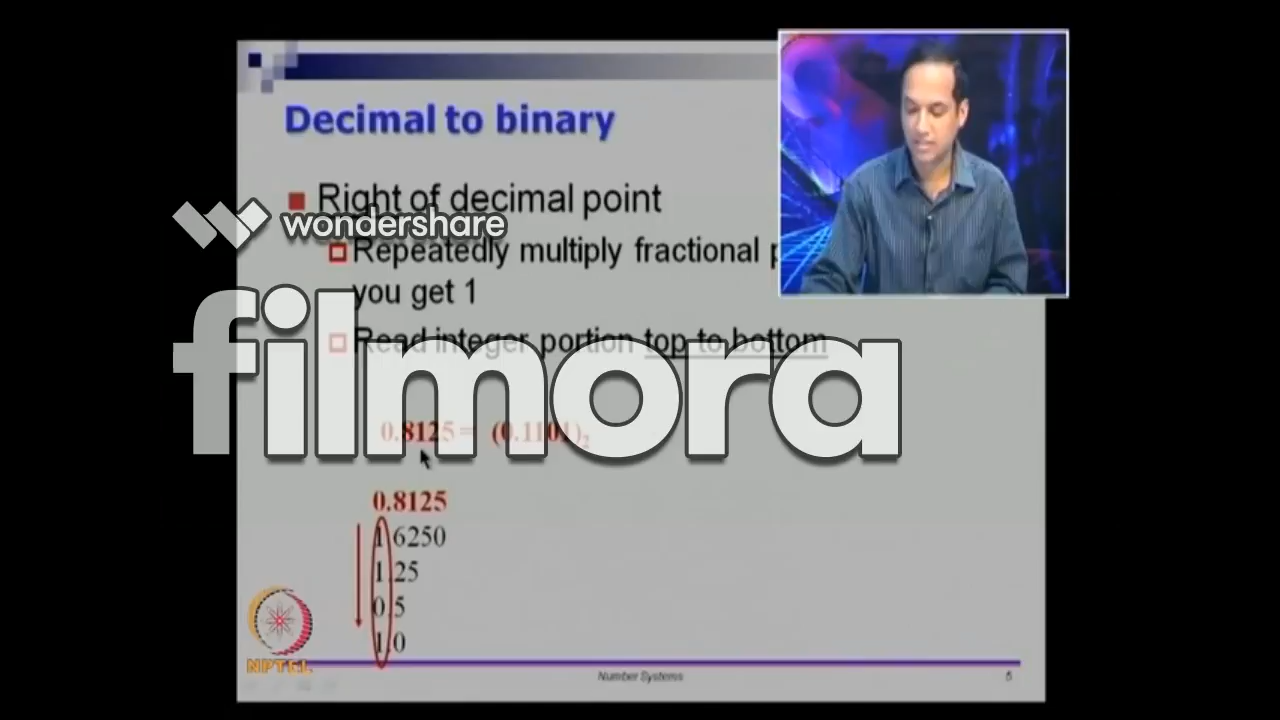 Decimal to binary
Right of decimal point
Repeatedly multiply fractional
you get 1
Read integer portion top to bottom
wondershare
filmora
0.8125 = (0.1101)2
0.8125
1.6250
1.25
0.5
1.0
NPTEL
Number Systems
5